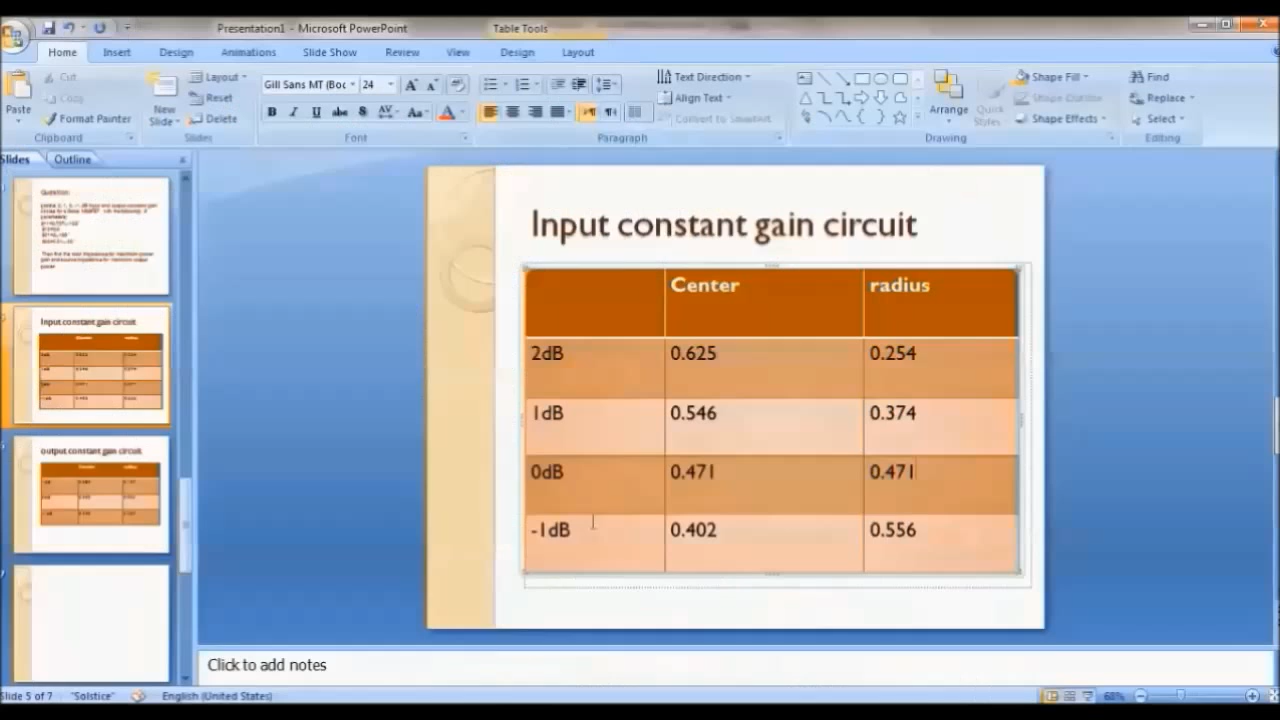 Presentation1 - Microsoft PowerPoint
Table Tools
Home Insert Design Animations Slide Show Review View Design Layout
Paste
Cut
Copy
Format Painter
Clipboard
New Slide
Layout
Reset
Delete
Slides
Gill Sans MT (Boc 24
B I U abc S AV Aa A
Font
Text Direction
Align Text
Convert to SmartArt
Paragraph
Arrange
Quick Styles
Shape Fill
Shape Outline
Shape Effects
Drawing
Find
Replace
Select
Editing
Slides Outline
Question
Input constant gain circuit
output constant gain circuit
Input constant gain circuit
Center radius
2dB 0.625 0.254
1dB 0.546 0.374
0dB 0.471 0.471
-1dB 0.402 0.556
Click to add notes
Slide 5 of 7 "Solstice" English (United States) 68%